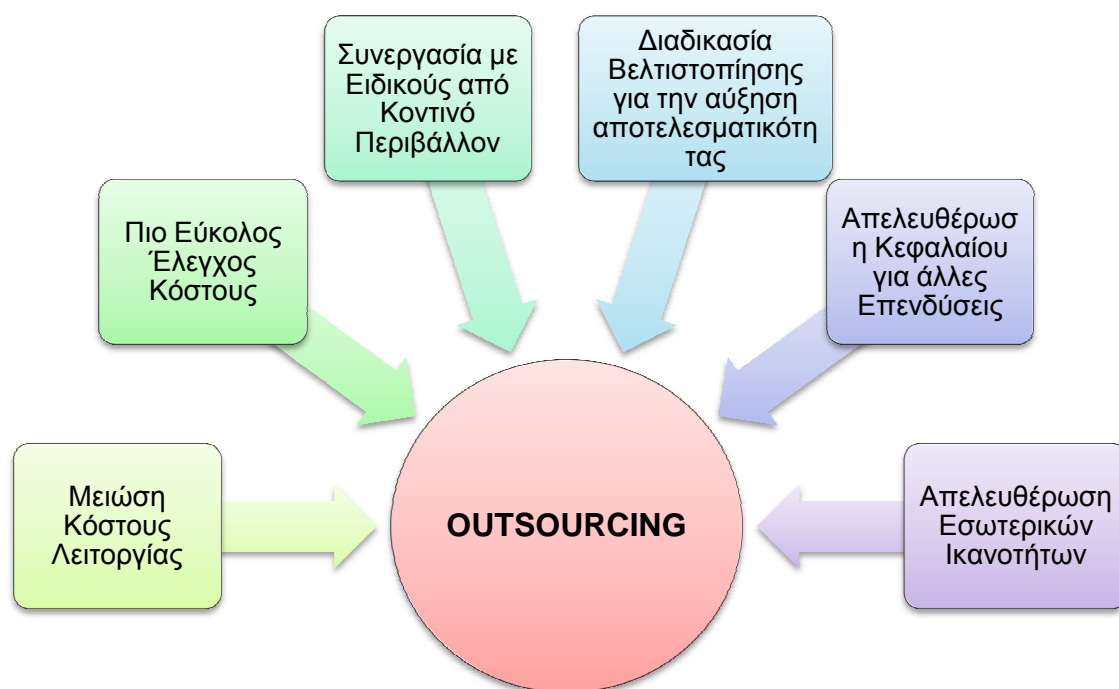 Μειώση
Κόστους
Λειτοργίας
Πιο Εύκολος
Έλεγχος
Κόστους
Συνεργασία με
Ειδικούς από
Κοντινό
Περιβάλλον
Διαδικασία
Βελτιστοπίησης
για την αύξηση
αποτελεσματικότη
τας
Απελευθέρωσ
η Κεφαλαίου
για άλλες
Επενδύσεις
Απελευθέρωση
Εσωτερικών
Ικανοτήτων
OUTSOURCING